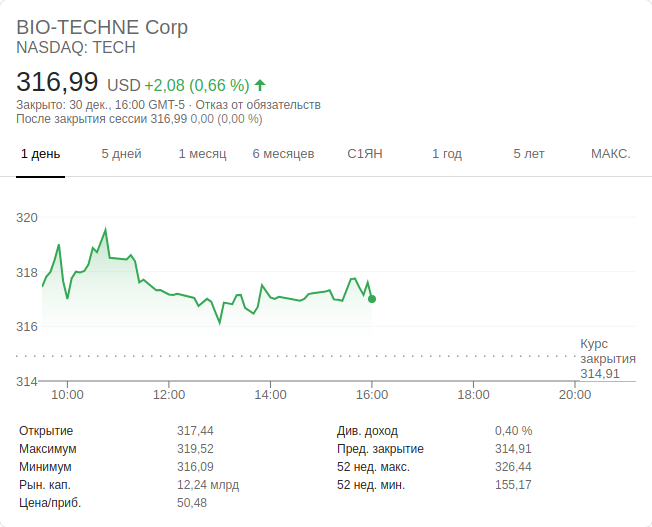 BIO-TECHNE Corp
NASDAQ: TECH
316,99 USD +2,08 (0,66 %)
Закрыто: 30 дек., 16:00 GMT-5 · Отказ от обязательств
После закрытия сессии 316,99 0,00 (0,00 %)
1 день 5 дней 1 месяц 6 месяцев С1ЯН 1 год 5 лет МАКС.
320
318
316
Курс
закрытия
314,91
314
10:00 12:00 14:00 16:00 18:00 20:00
Открытие 317,44 Див. доход 0,40 %
Максимум 319,52 Пред. закрытие 314,91
Минимум 316,09 52 нед. макс. 326,44
Рын. кап. 12,24 млрд 52 нед. мин. 155,17
Цена/приб. 50,48